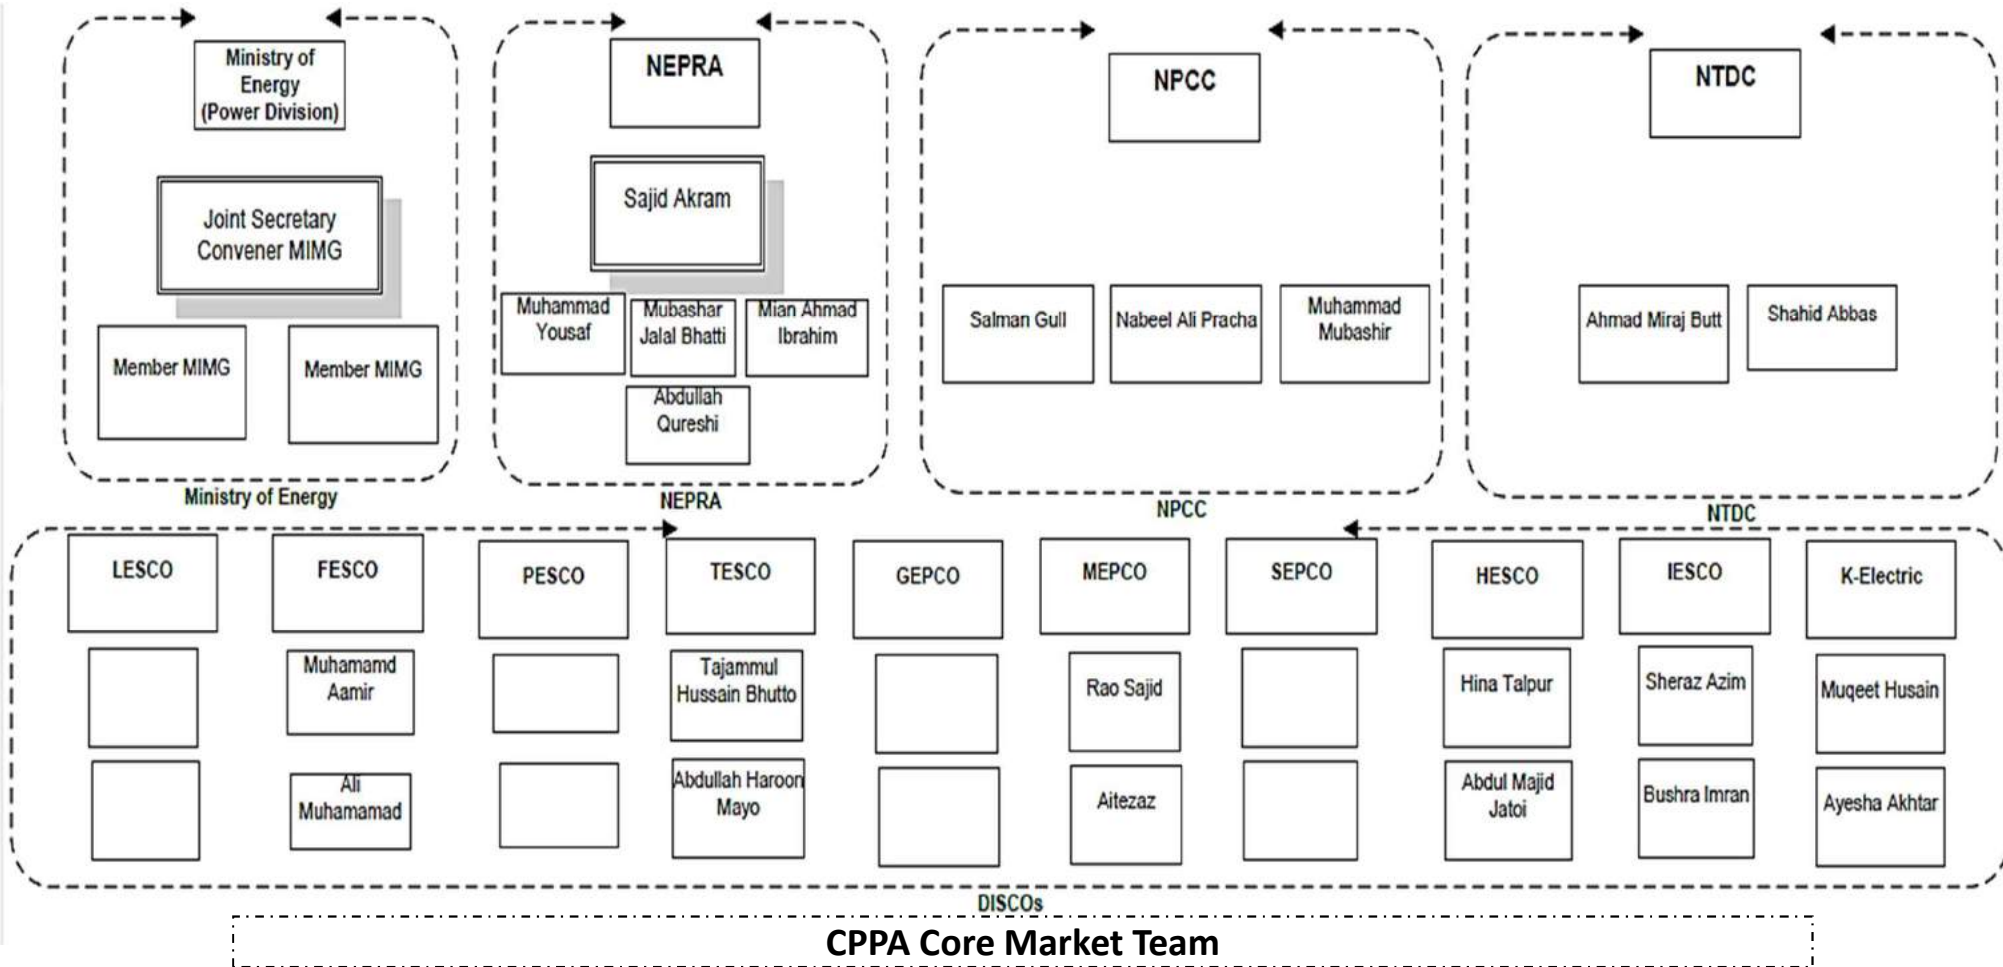 Ministry of
Energy
(Power Division)
Joint Secretary
Convener MIMG
Member MIMG
Member MIMG
Ministry of Energy
NEPRA
Sajid Akram
Muhammad
Yousaf
Mubashar
Jalal Bhatti
Mian Ahmad
Ibrahim
Abdullah
Qureshi
NEPRA
NPCC
Salman Gull
Nabeel Ali Pracha
Muhammad
Mubashir
NPCC
NTDC
Ahmad Miraj Butt
Shahid Abbas
NTDC
LESCO
FESCO
Muhamamd
Aamir
Ali
Muhamamad
PESCO
TESCO
Tajammul
Hussain Bhutto
Abdullah Haroon
Mayo
GEPCO
MEPCO
Rao Sajid
Aitezaz
SEPCO
HESCO
Hina Talpur
Abdul Majid
Jatoi
IESCO
Sheraz Azim
Bushra Imran
K-Electric
Muqeet Husain
Ayesha Akhtar
DISCOs
CPPA Core Market Team